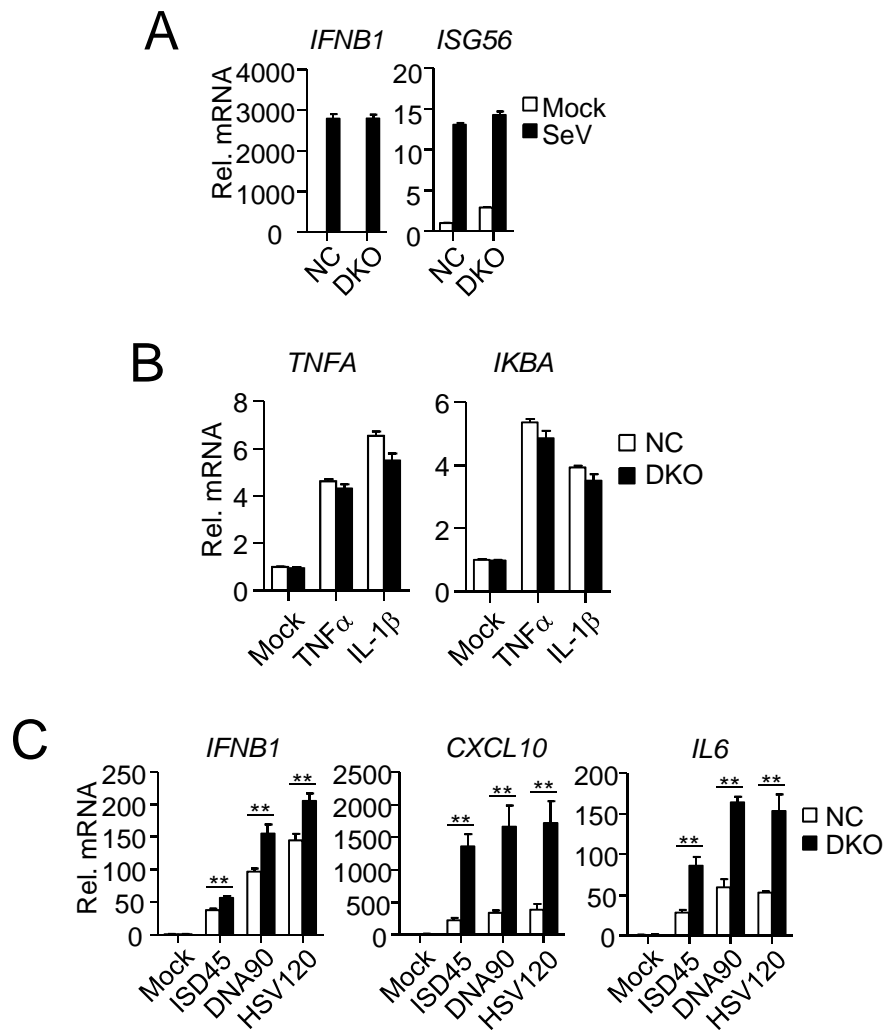 A
IFNB1 ISG56
Rel. mRNA
4000
3000
2000
1000
0
20
15
10
5
0
Mock
SeV
NC DKO NC DKO
B
TNFA IKBA
Rel. mRNA
8
6
4
2
0
6
4
2
0
NC
DKO
Mock TNFα IL-1β Mock TNFα IL-1β
C
IFNB1 CXCL10 IL6
Rel. mRNA
250
200
150
100
50
0
** ** **
2500
2000
1500
1000
500
0
** ** **
200
150
100
50
0
** ** **
NC
DKO
Mock ISD45 DNA90 HSV120 Mock ISD45 DNA90 HSV120 Mock ISD45 DNA90 HSV120